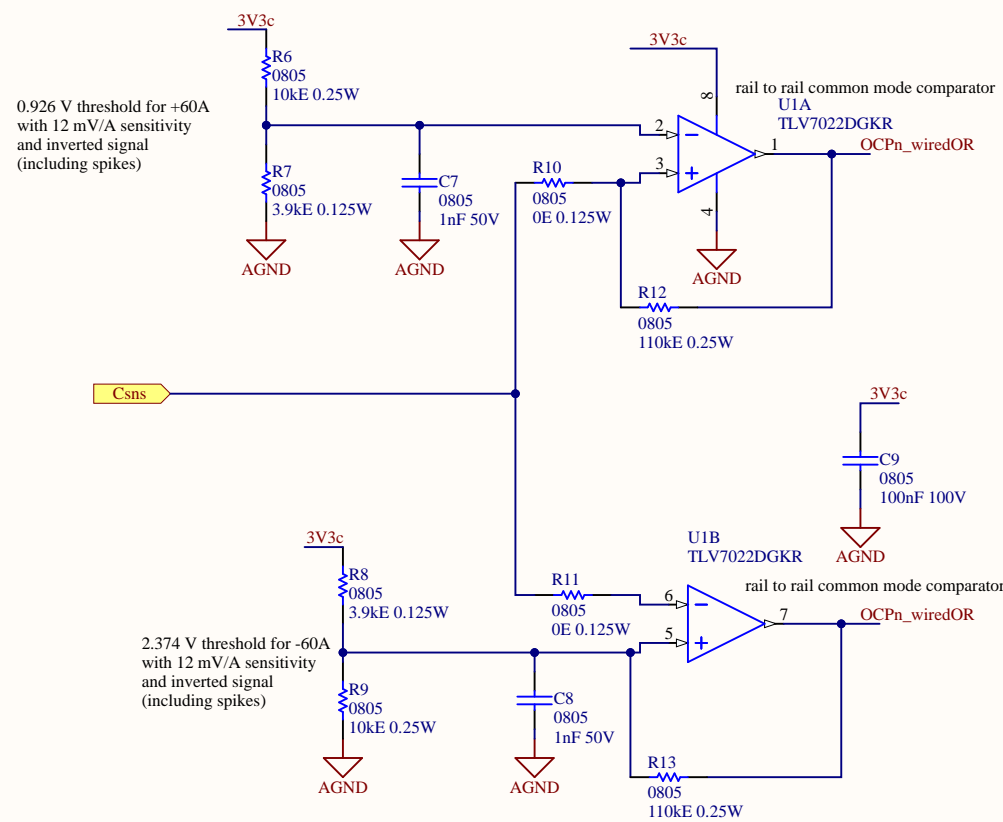 3V3c
R6
0805
10kE 0.25W
0.926 V threshold for +60A
with 12 mV/A sensitivity
and inverted signal
(including spikes)
R7
0805
3.9kE 0.125W
AGND
C7
0805
1nF 50V
AGND
3V3c
8
rail to rail common mode comparator
U1A
TLV7022DGKR
2
3
1
OCPn_wiredOR
4
AGND
R10
0805
0E 0.125W
R12
0805
110kE 0.25W
Csns
3V3c
C9
0805
100nF 100V
AGND
3V3c
R8
0805
3.9kE 0.125W
2.374 V threshold for -60A
with 12 mV/A sensitivity
and inverted signal
(including spikes)
R9
0805
10kE 0.25W
AGND
C8
0805
1nF 50V
AGND
R11
0805
0E 0.125W
U1B
TLV7022DGKR
rail to rail common mode comparator
6
5
7
OCPn_wiredOR
R13
0805
110kE 0.25W